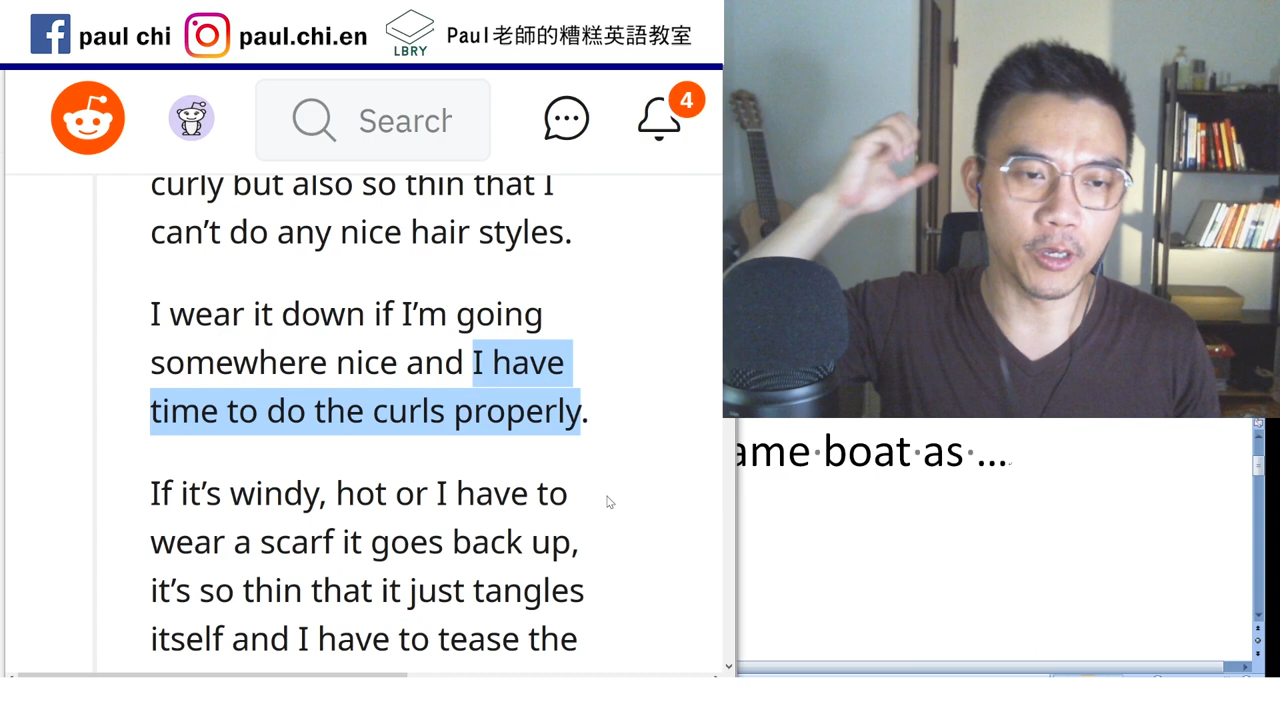 paul chi
paul.chi.en
LBRY
Paul老師的糟糕英語教室
Search
4
curly but also so thin that I
can’t do any nice hair styles.
I wear it down if I’m going
somewhere nice and I have
time to do the curls properly.
If it’s windy, hot or I have to
wear a scarf it goes back up,
it’s so thin that it just tangles
itself and I have to tease the
ame boat as ...